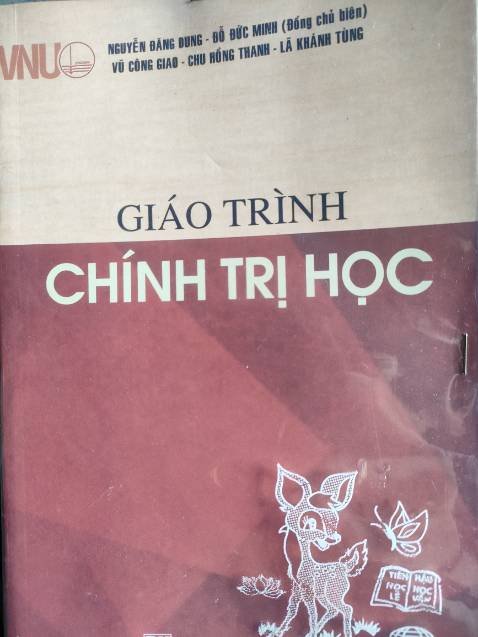 VNU
NGUYỄN ĐĂNG DUNG - ĐỖ ĐỨC MINH (Đồng chủ biên)
VŨ CÔNG GIAO - CHU HỒNG THANH - LÃ KHÁNH TÙNG
GIÁO TRÌNH
CHÍNH TRỊ HỌC
TIÊN HẬU
HỌC HỌC
LỄ VĂN